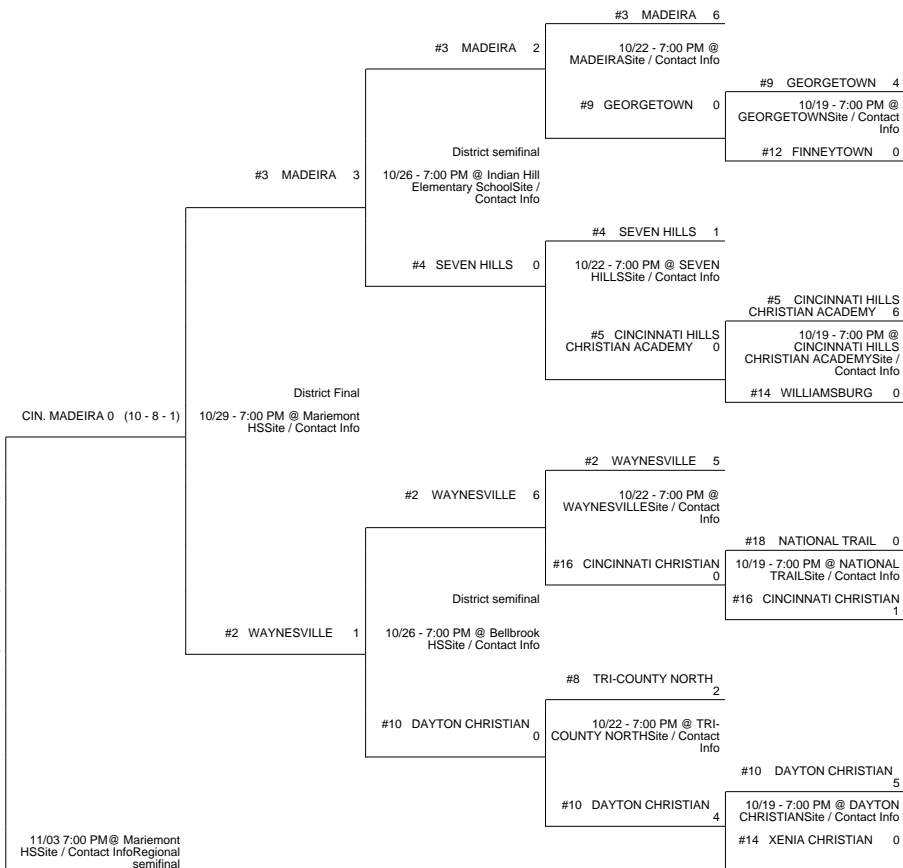 #3 MADEIRA 6
#3 MADEIRA 2
10/22 - 7:00 PM @
MADEIRASite / Contact Info
#9 GEORGETOWN 4
#9 GEORGETOWN 0
10/19 - 7:00 PM @
GEORGETOWNSite / Contact
Info
#12 FINNEYTOWN 0
District semifinal
#3 MADEIRA 3
10/26 - 7:00 PM @ Indian Hill
Elementary SchoolSite /
Contact Info
#4 SEVEN HILLS 1
#4 SEVEN HILLS 0
10/22 - 7:00 PM @ SEVEN
HILLSSite / Contact Info
#5 CINCINNATI HILLS
CHRISTIAN ACADEMY 6
#5 CINCINNATI HILLS
CHRISTIAN ACADEMY 0
10/19 - 7:00 PM @
CINCINNATI HILLS
CHRISTIAN ACADEMYSite /
Contact Info
#14 WILLIAMSBURG 0
District Final
CIN. MADEIRA 0 (10 - 8 - 1)
10/29 - 7:00 PM @ Mariemont
HSSite / Contact Info
#2 WAYNESVILLE 5
#2 WAYNESVILLE 6
10/22 - 7:00 PM @
WAYNESVILLESite / Contact
Info
#18 NATIONAL TRAIL 0
#16 CINCINNATI CHRISTIAN
0
10/19 - 7:00 PM @ NATIONAL
TRAILSite / Contact Info
#16 CINCINNATI CHRISTIAN
1
District semifinal
#2 WAYNESVILLE 1
10/26 - 7:00 PM @ Bellbrook
HSSite / Contact Info
#8 TRI-COUNTY NORTH
2
#10 DAYTON CHRISTIAN
0
10/22 - 7:00 PM @ TRI-
COUNTY NORTHSite / Contact
Info
#10 DAYTON CHRISTIAN
5
#10 DAYTON CHRISTIAN
4
10/19 - 7:00 PM @ DAYTON
CHRISTIANSite / Contact Info
#14 XENIA CHRISTIAN 0
11/03 7:00 PM@ Mariemont
HSSite / Contact InfoRegional
semifinal